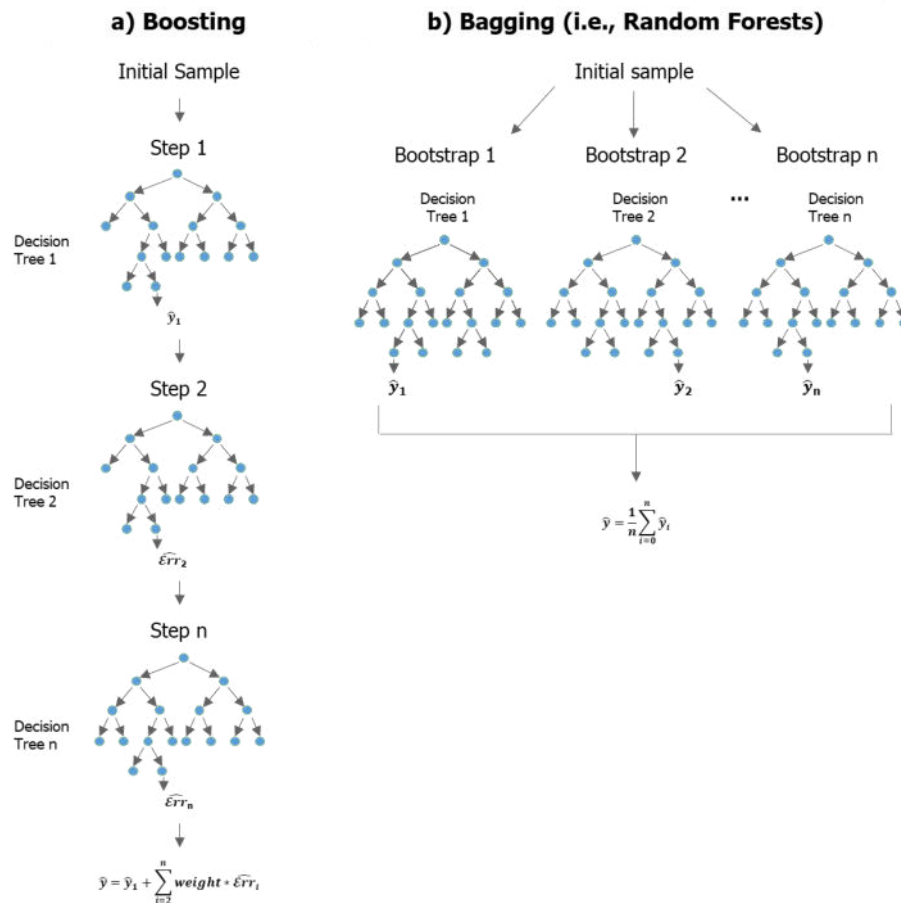 a) Boosting
Initial Sample
Step 1
Decision
Tree 1
ŷ₁
Step 2
Decision
Tree 2
ℰrr̂₂
Step n
Decision
Tree n
ℰrr̂ₙ
ŷ = ŷ₁ + ∑ⁿᵢ₌₂ weight * ℰrr̂ᵢ
b) Bagging (i.e., Random Forests)
Initial sample
Bootstrap 1
Bootstrap 2
Bootstrap n
Decision
Tree 1
Decision
Tree 2
...
Decision
Tree n
ŷ₁
ŷ₂
ŷₙ
ŷ = 1/n ∑ⁿᵢ₌₀ ŷᵢ